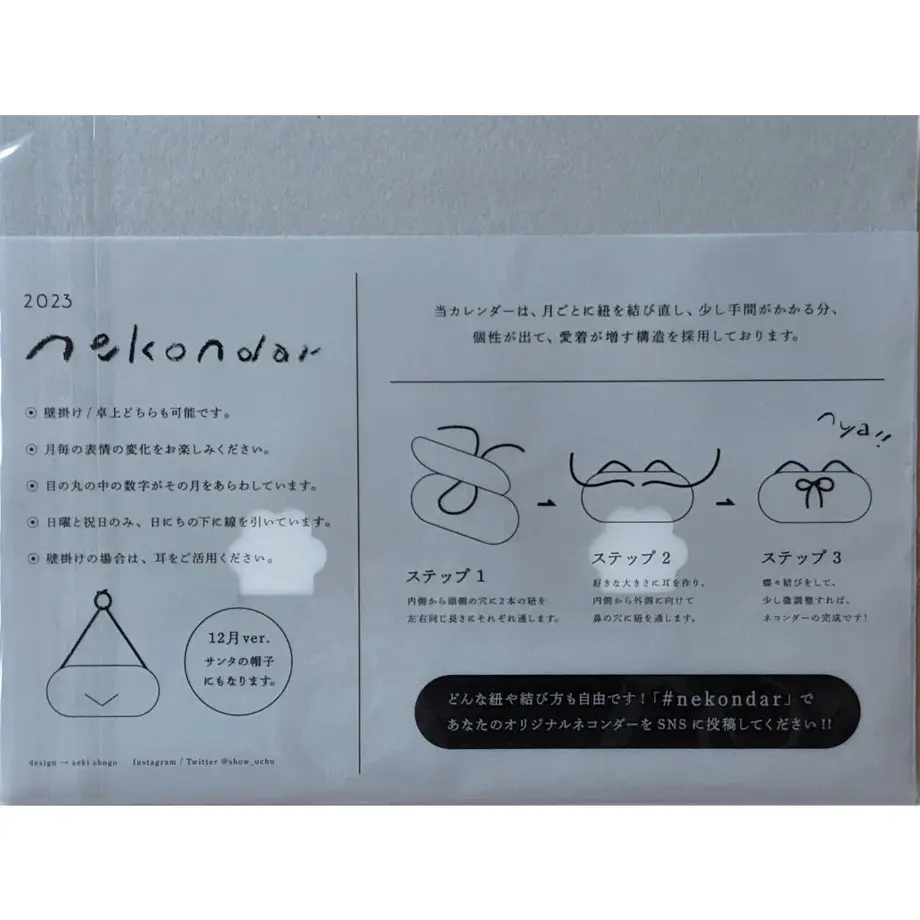 2023
nekondar
壁掛け/卓上どちらも可能です。
月毎の表情の変化をお楽しみください。
目の丸の中の数字がその月をあらわしています。
日曜と祝日のみ、日にちの下に線を引いています。
壁掛けの場合は、耳をご活用ください。
12月ver.
サンタの帽子
にもなります。
design → seki shogo Instagram / Twitter @show_uchu
当カレンダーは、月ごとに紐を結び直し、少し手間がかかる分、
個性が出て、愛着が増す構造を採用しております。
nya!!
ステップ 1
内側から頭側の穴に2本の紐を
左右同じ長さにそれぞれ通します。
ステップ 2
好きな大きさに耳を作り、
内側から外側に向けて
鼻の穴に紐を通します。
ステップ 3
蝶々結びをして、
少し微調整すれば、
ネコンダーの完成です!
どんな紐や結び方も自由です!「#nekondar」で
あなたのオリジナルネコンダーをSNSに投稿してください!!